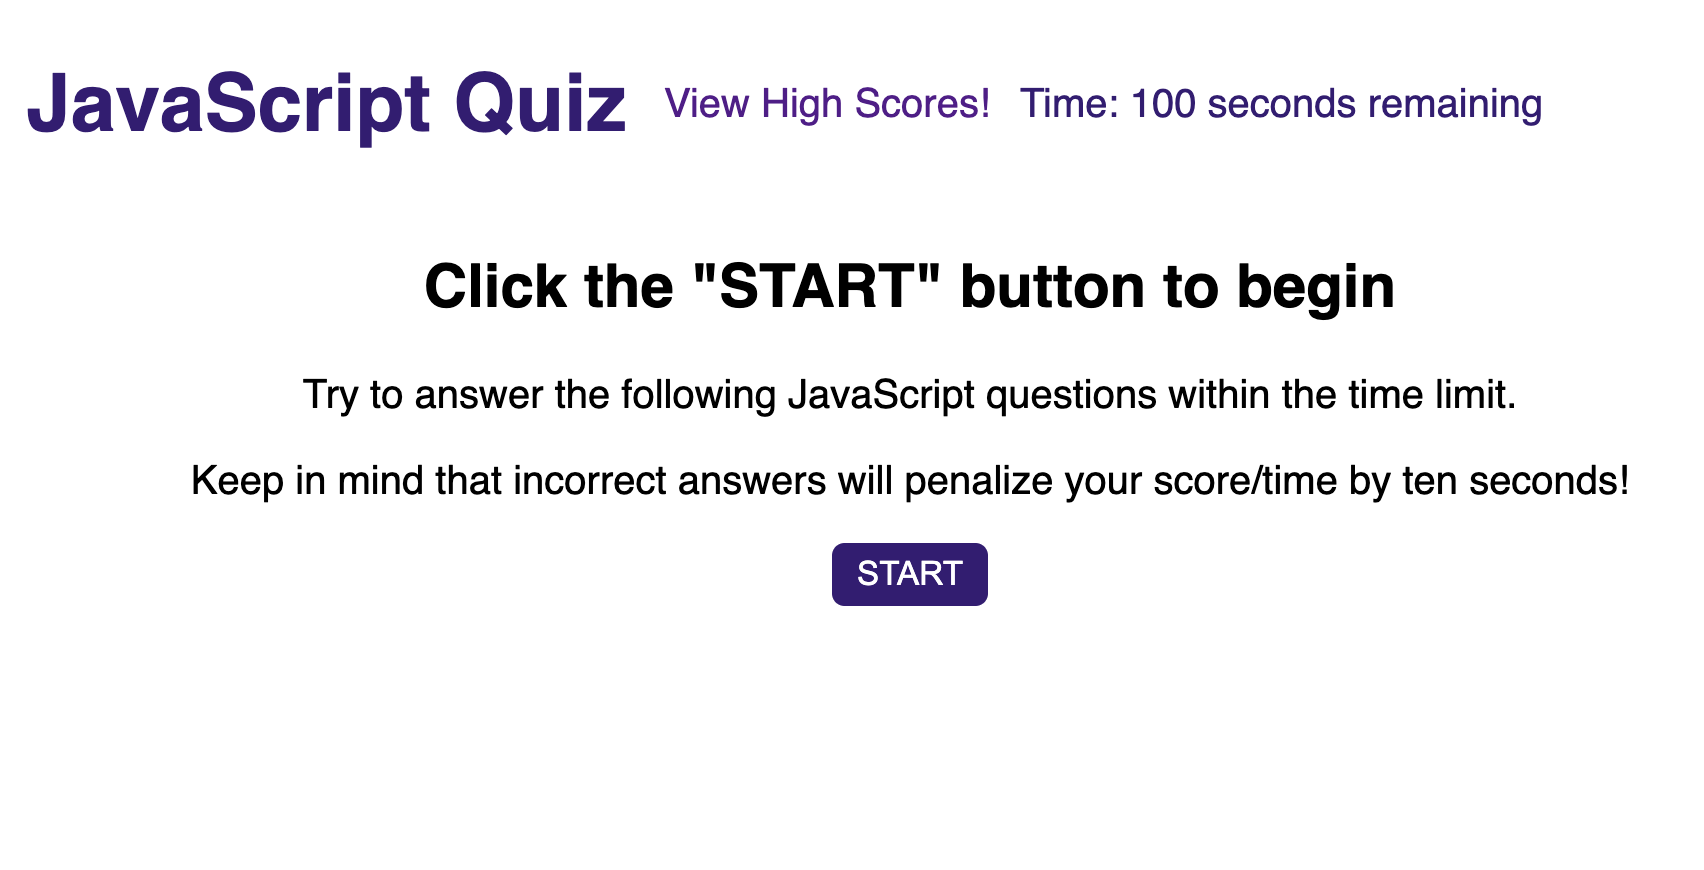 JavaScript Quiz View High Scores! Time: 100 seconds remaining
Click the "START" button to begin
Try to answer the following JavaScript questions within the time limit.
Keep in mind that incorrect answers will penalize your score/time by ten seconds!
START